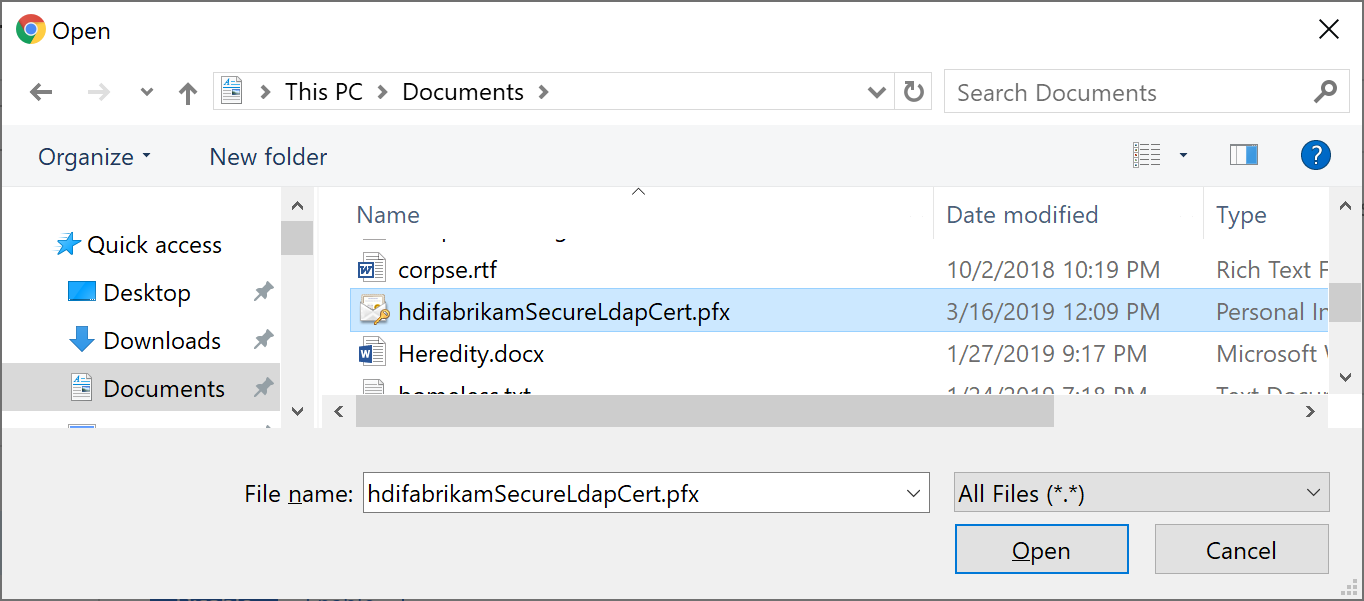 Open
This PC
Documents
Search Documents
Organize
New folder
?
Name
Date modified
Type
Quick access
Desktop
Downloads
Documents
corpse.rtf 10/2/2018 10:19 PM Rich Text F
hdifabrikamSecureLdapCert.pfx 3/16/2019 12:09 PM Personal In
Heredity.docx 1/27/2019 9:17 PM Microsoft
homeless.txt 1/24/2019 7:18 PM Text Docu
File name: hdifabrikamSecureLdapCert.pfx
All Files (*.*)
Open
Cancel